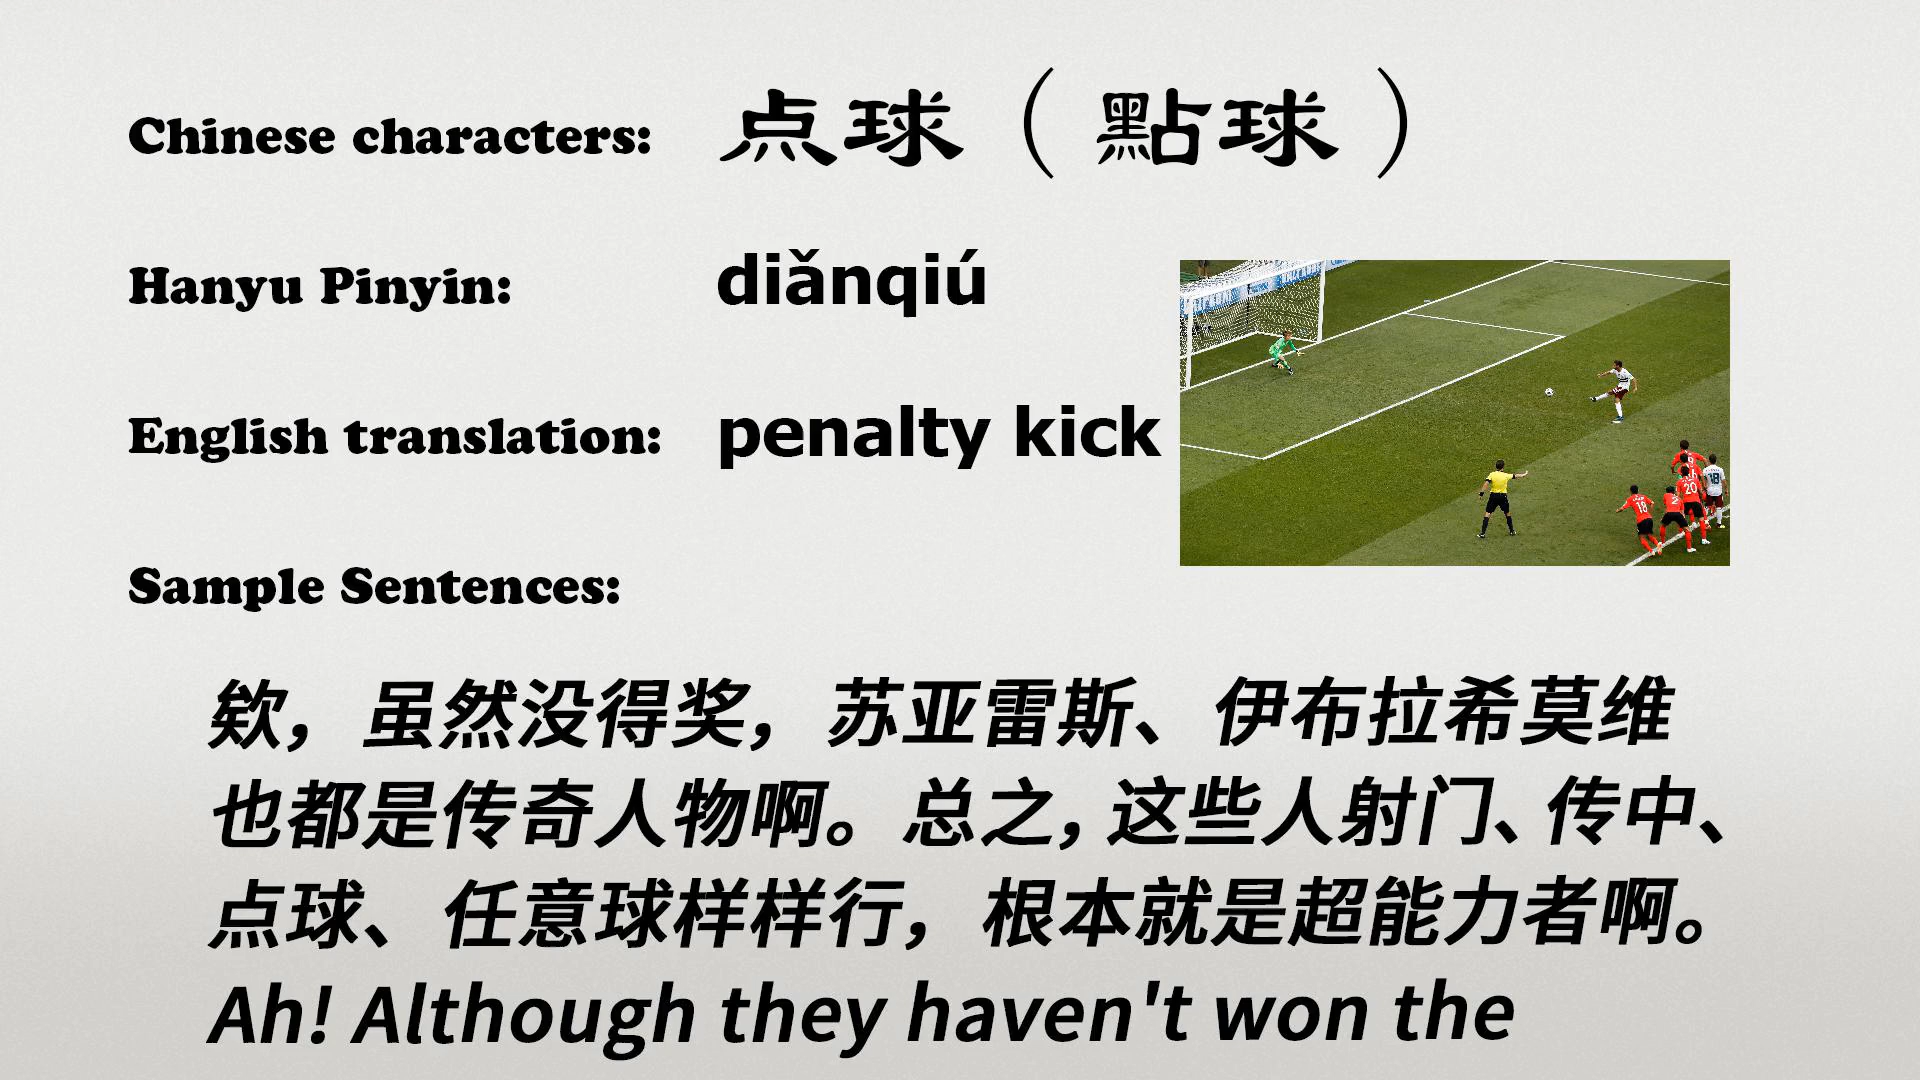 Chinese characters: 点球（點球）
Hanyu Pinyin: diǎnqiú
English translation: penalty kick
Sample Sentences:
欸，虽然没得奖，苏亚雷斯、伊布拉希莫维
也都是传奇人物啊。总之，这些人射门、传中、
点球、任意球样样行，根本就是超能力者啊。
Ah! Although they haven't won the
18
20
18